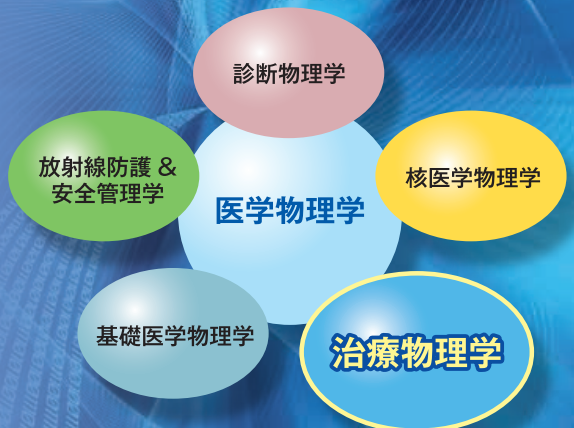 診断物理学
放射線防護 &
安全管理学
核医学物理学
医学物理学
基礎医学物理学
治療物理学